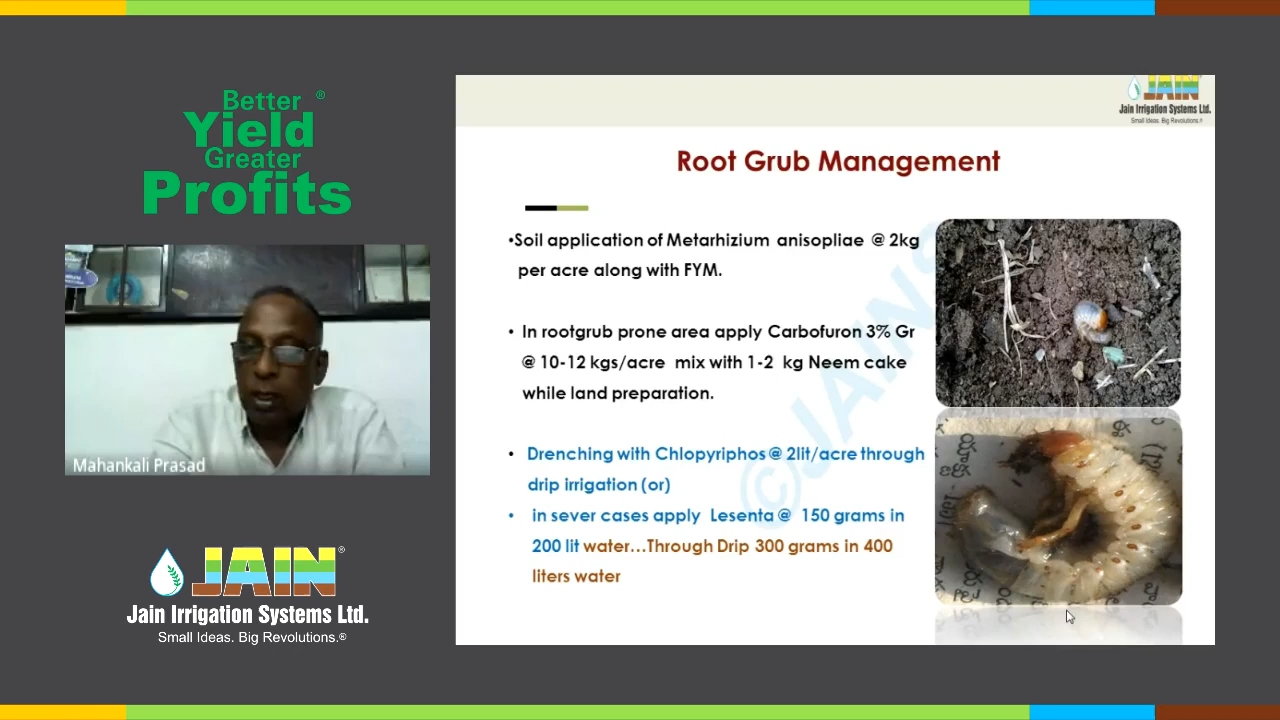 Better ®
Yield
Greater
Profits
Mahankali Prasad
JAIN®
Jain Irrigation Systems Ltd.
Small Ideas. Big Revolutions.®
JAIN
Jain Irrigation Systems Ltd.
Small Ideas. Big Revolutions.®
Root Grub Management
•Soil application of Metarhizium anisopliae @ 2kg
per acre along with FYM.
• In rootgrub prone area apply Carbofuron 3% Gr
@ 10-12 kgs/acre mix with 1-2 kg Neem cake
while land preparation.
• Drenching with Chlopyriphos @ 2lit/acre through
drip irrigation (or)
• in sever cases apply Lesenta @ 150 grams in
200 lit water...Through Drip 300 grams in 400
liters water
©JAINS